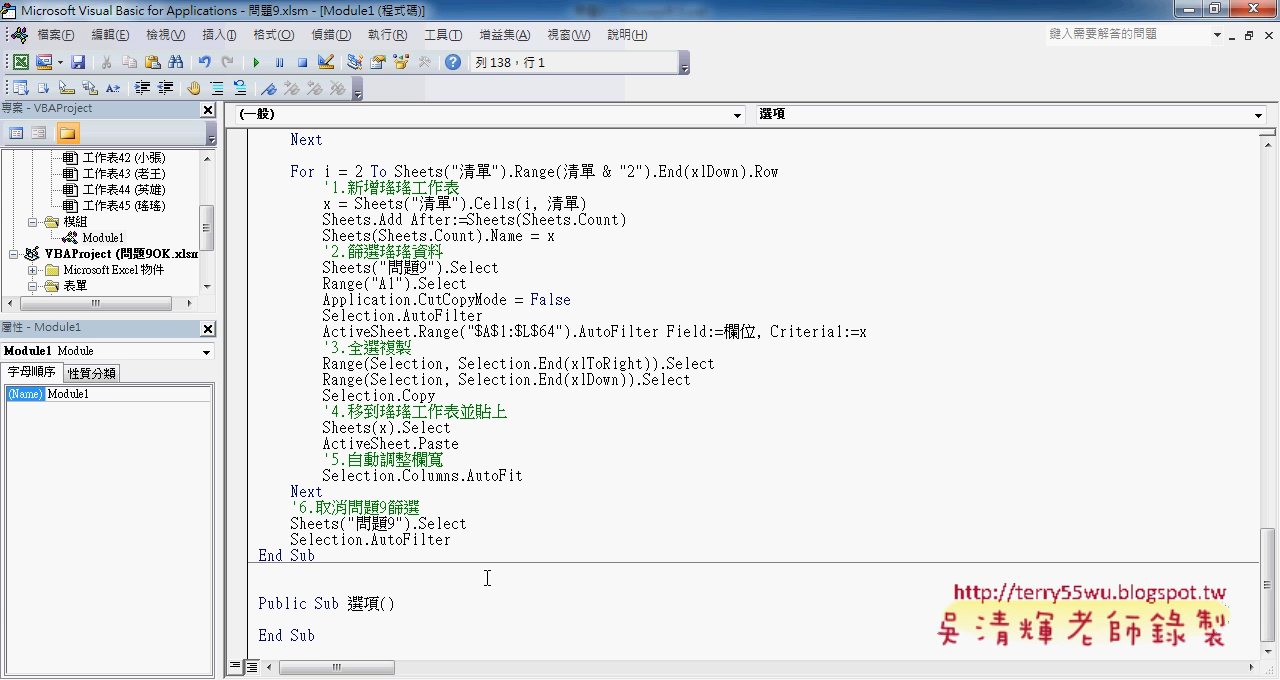 Microsoft Visual Basic for Applications - 問題9.xlsm - [Module1 (程式碼)]
檔案(F) 編輯(E) 檢視(V) 插入(I) 格式(O) 偵錯(D) 執行(R) 工具(T) 增益集(A) 視窗(W) 說明(H) 鍵入需要解答的問題
列 138，行 1
專案 - VBAProject
工作表42 (小張)
工作表43 (老王)
工作表44 (英雄)
工作表45 (瑤瑤)
模組
Module1
VBAProject (問題9OK.xlsm
Microsoft Excel 物件
表單
屬性 - Module1
Module1 Module
字母順序 性質分類
(Name) Module1
(一般) 選項
Next
For i = 2 To Sheets("清單").Range(清單 & "2").End(xlDown).Row
'1.新增瑤瑤工作表
x = Sheets("清單").Cells(i, 清單)
Sheets.Add After:=Sheets(Sheets.Count)
Sheets(Sheets.Count).Name = x
'2.篩選瑤瑤資料
Sheets("問題9").Select
Range("A1").Select
Application.CutCopyMode = False
Selection.AutoFilter
ActiveSheet.Range("$A$1:$L$64").AutoFilter Field:=欄位, Criteria1:=x
'3.全選複製
Range(Selection, Selection.End(xlToRight)).Select
Range(Selection, Selection.End(xlDown)).Select
Selection.Copy
'4.移到瑤瑤工作表並貼上
Sheets(x).Select
ActiveSheet.Paste
'5.自動調整欄寬
Selection.Columns.AutoFit
Next
'6.取消問題9篩選
Sheets("問題9").Select
Selection.AutoFilter
End Sub
Public Sub 選項()
End Sub
http://terry55wu.blogspot.tw
吳清輝老師錄製